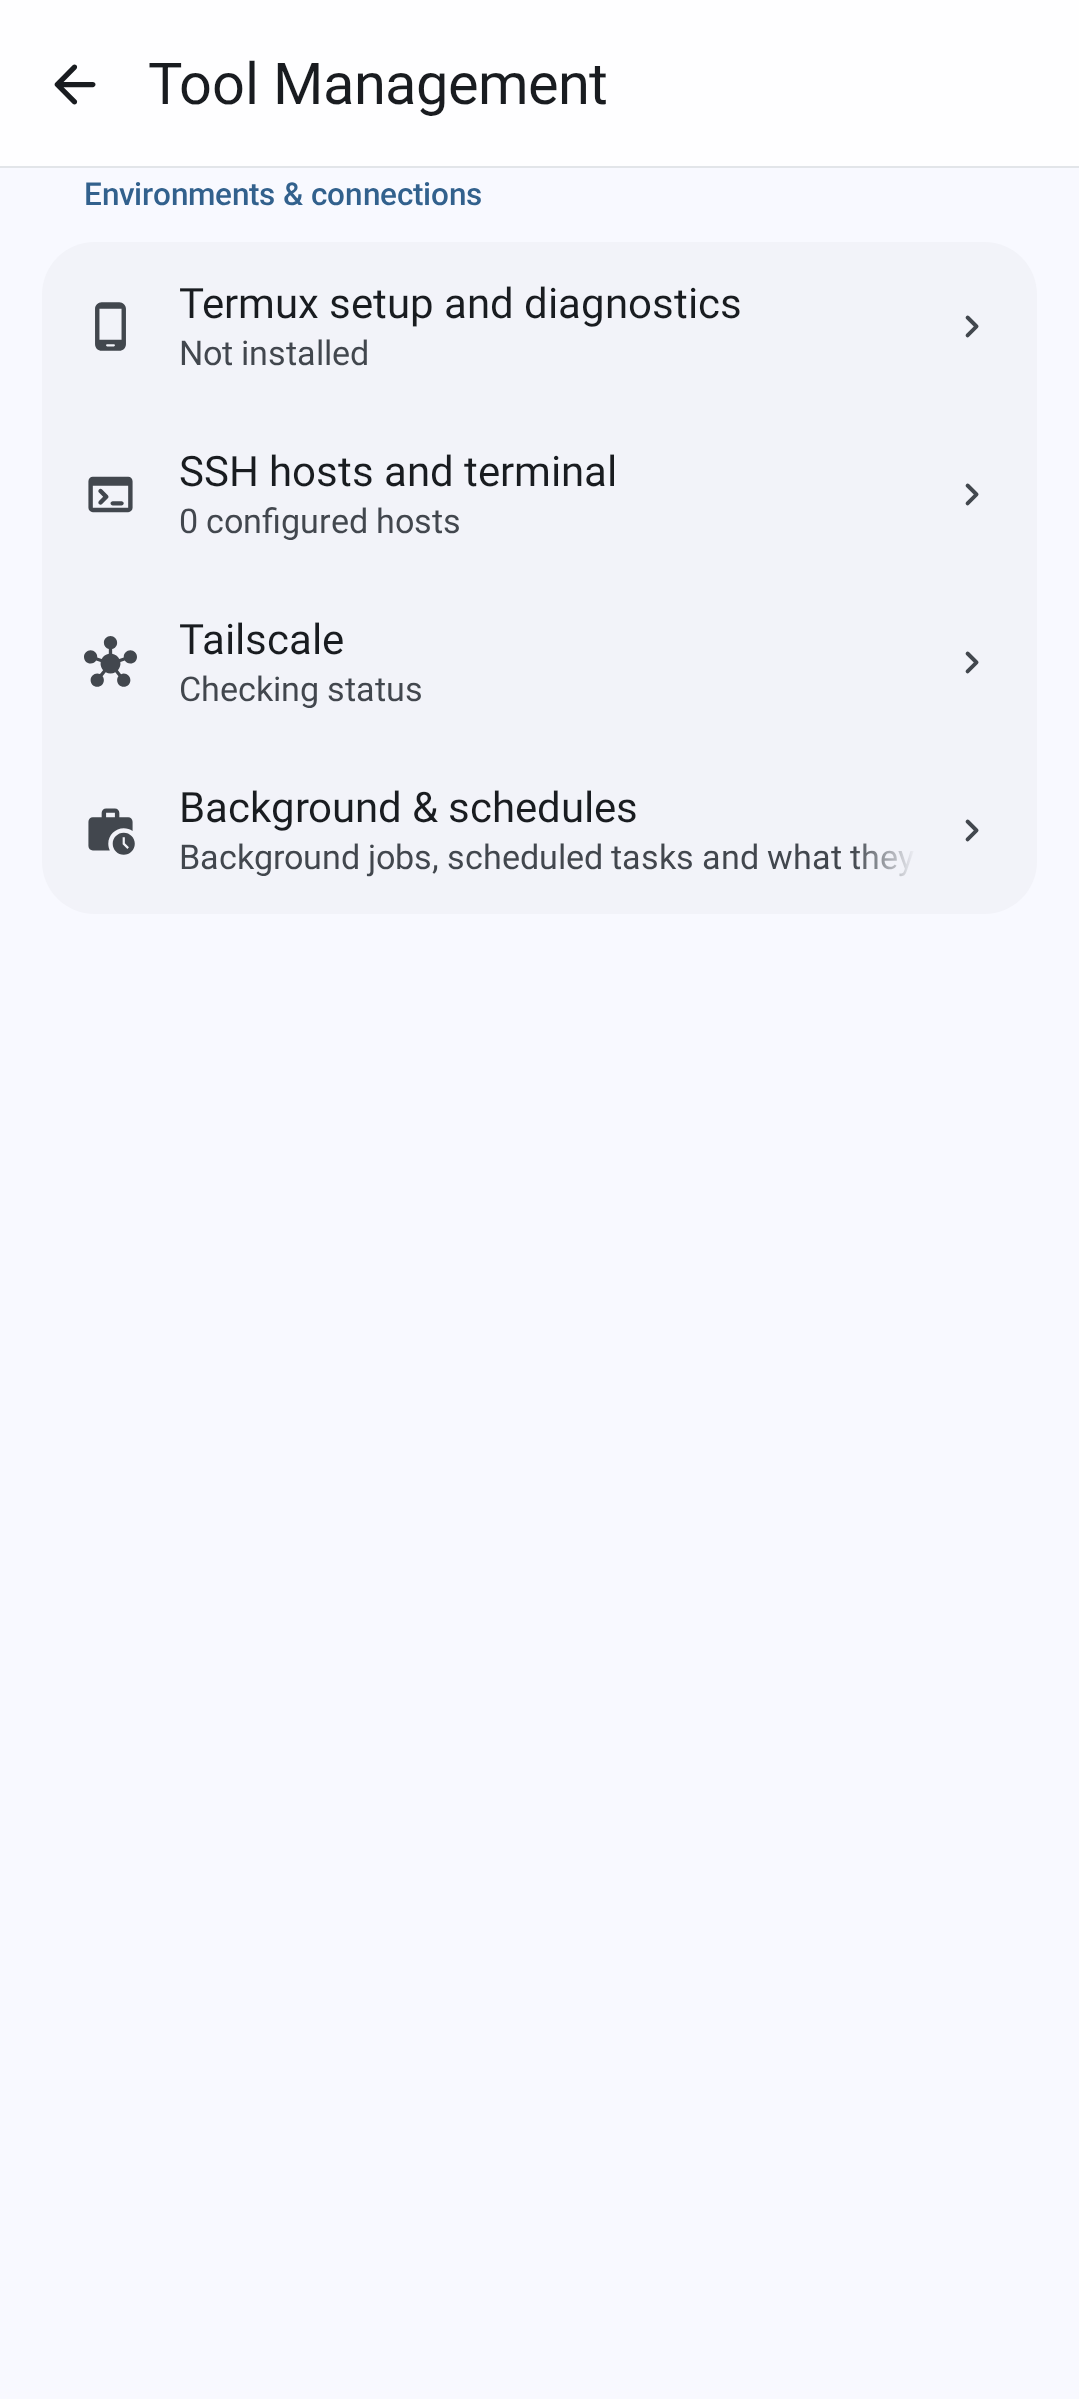 Tool Management
Environments & connections
Termux setup and diagnostics
Not installed
SSH hosts and terminal
0 configured hosts
Tailscale
Checking status
Background & schedules
Background jobs, scheduled tasks and what they